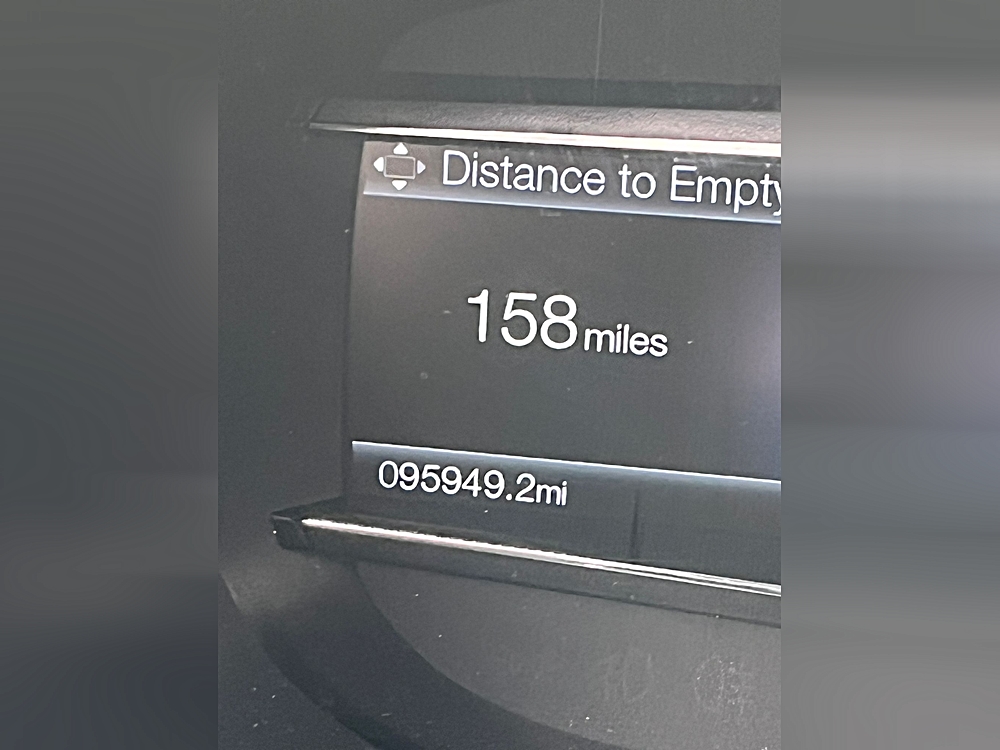 Distance to Empty
158 miles
095949.2mi